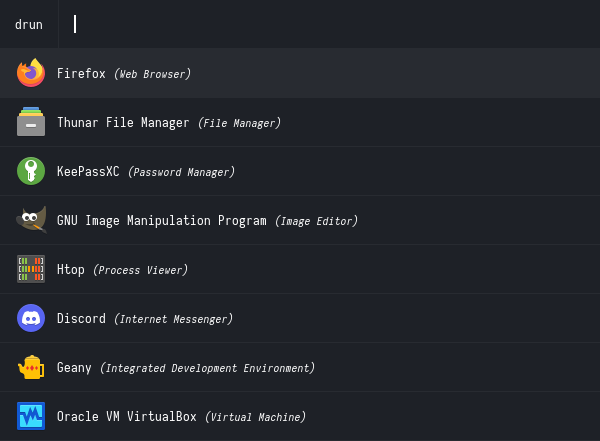 drun
Firefox (Web Browser)
Thunar File Manager (File Manager)
KeePassXC (Password Manager)
GNU Image Manipulation Program (Image Editor)
Htop (Process Viewer)
Discord (Internet Messenger)
Geany (Integrated Development Environment)
Oracle VM VirtualBox (Virtual Machine)